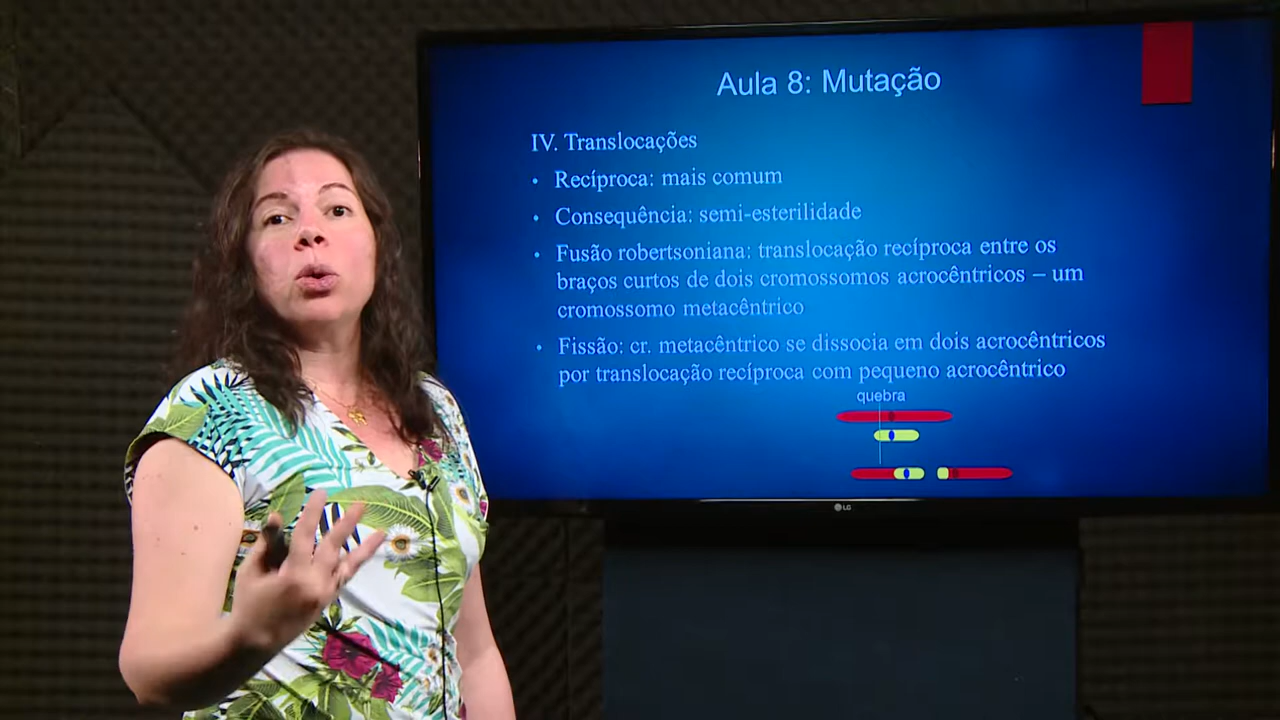 Aula 8: Mutação
IV. Translocações
• Recíproca: mais comum
• Consequência: semi-esterilidade
• Fusão robertsoniana: translocação recíproca entre os
braços curtos de dois cromossomos acrocêntricos – um
cromossomo metacêntrico
• Fissão: cr. metacêntrico se dissocia em dois acrocêntricos
por translocação recíproca com pequeno acrocêntrico
quebra
LG